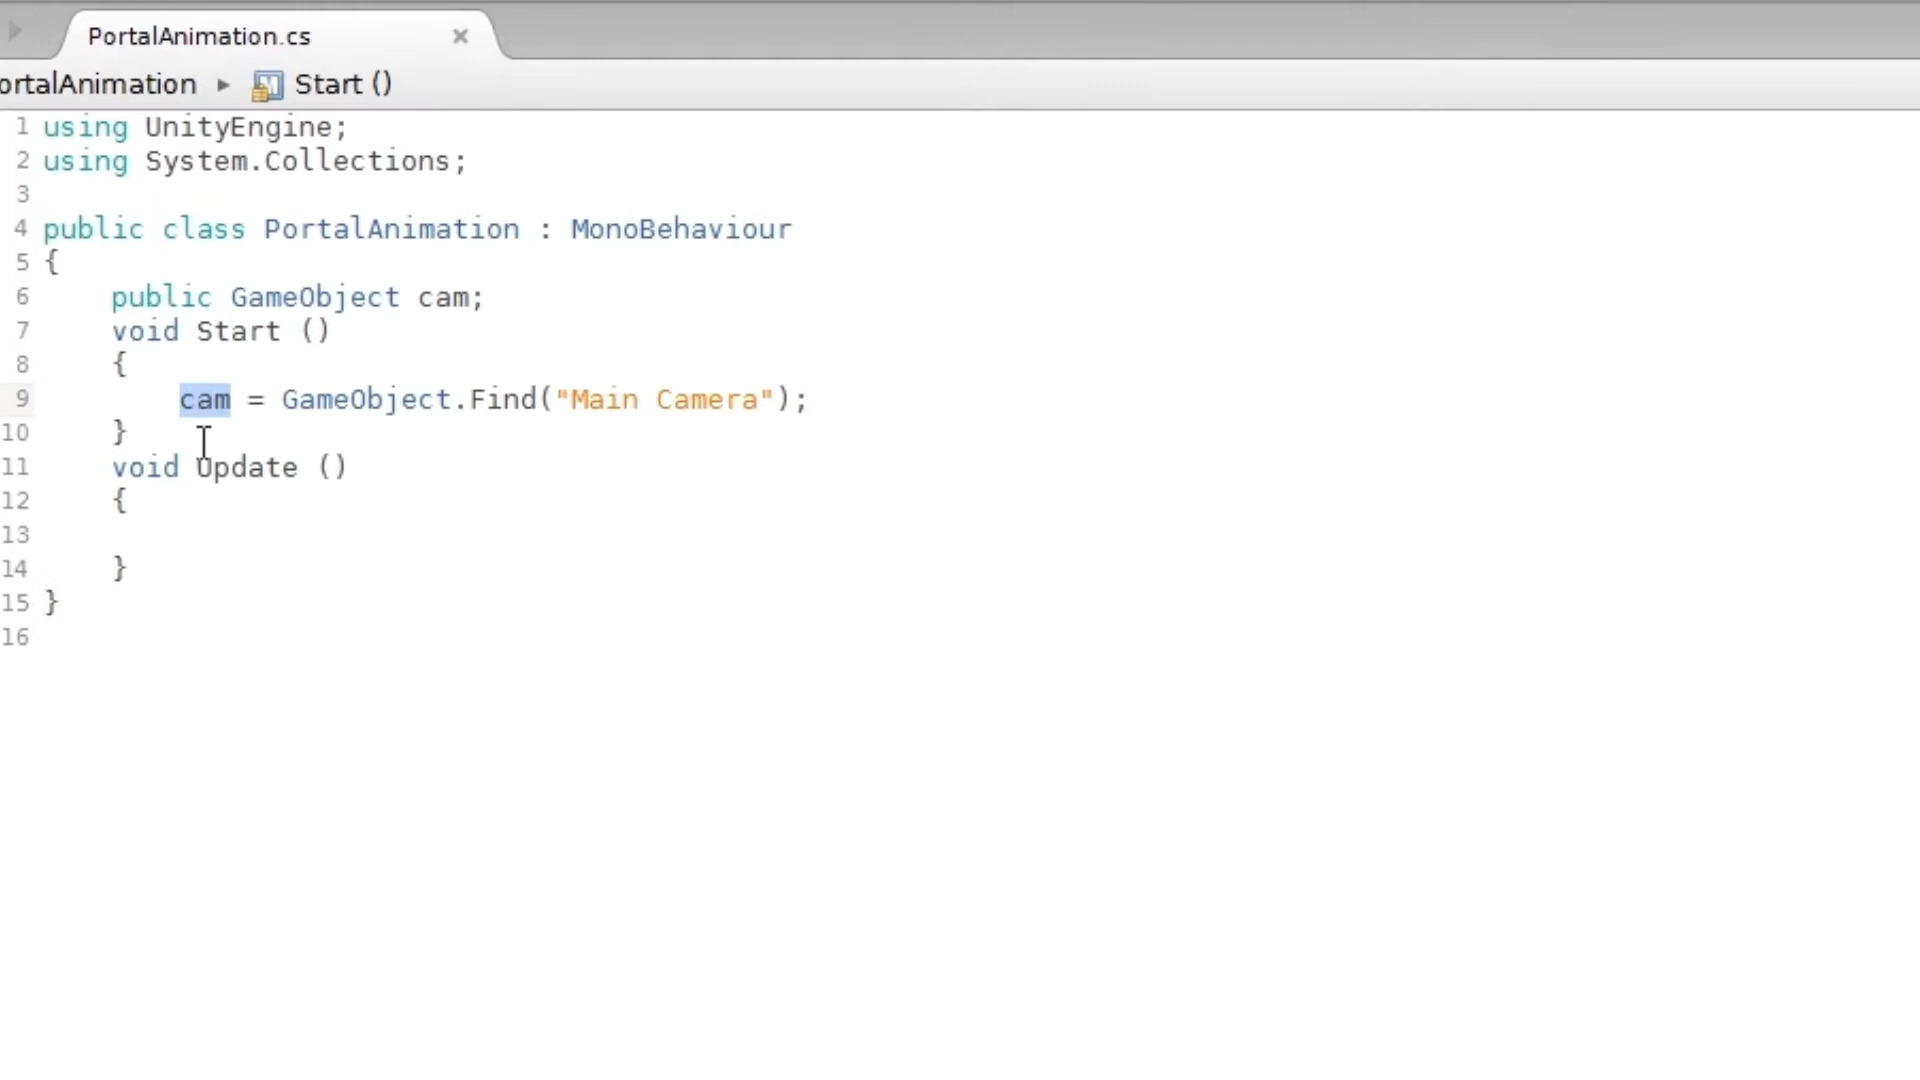 PortalAnimation.cs
ortalAnimation ▸ Start ()
1 using UnityEngine;
2 using System.Collections;
3
4 public class PortalAnimation : MonoBehaviour
5 {
6     public GameObject cam;
7     void Start ()
8     {
9         cam = GameObject.Find("Main Camera");
10     }
11     void Update ()
12     {
13
14     }
15 }
16